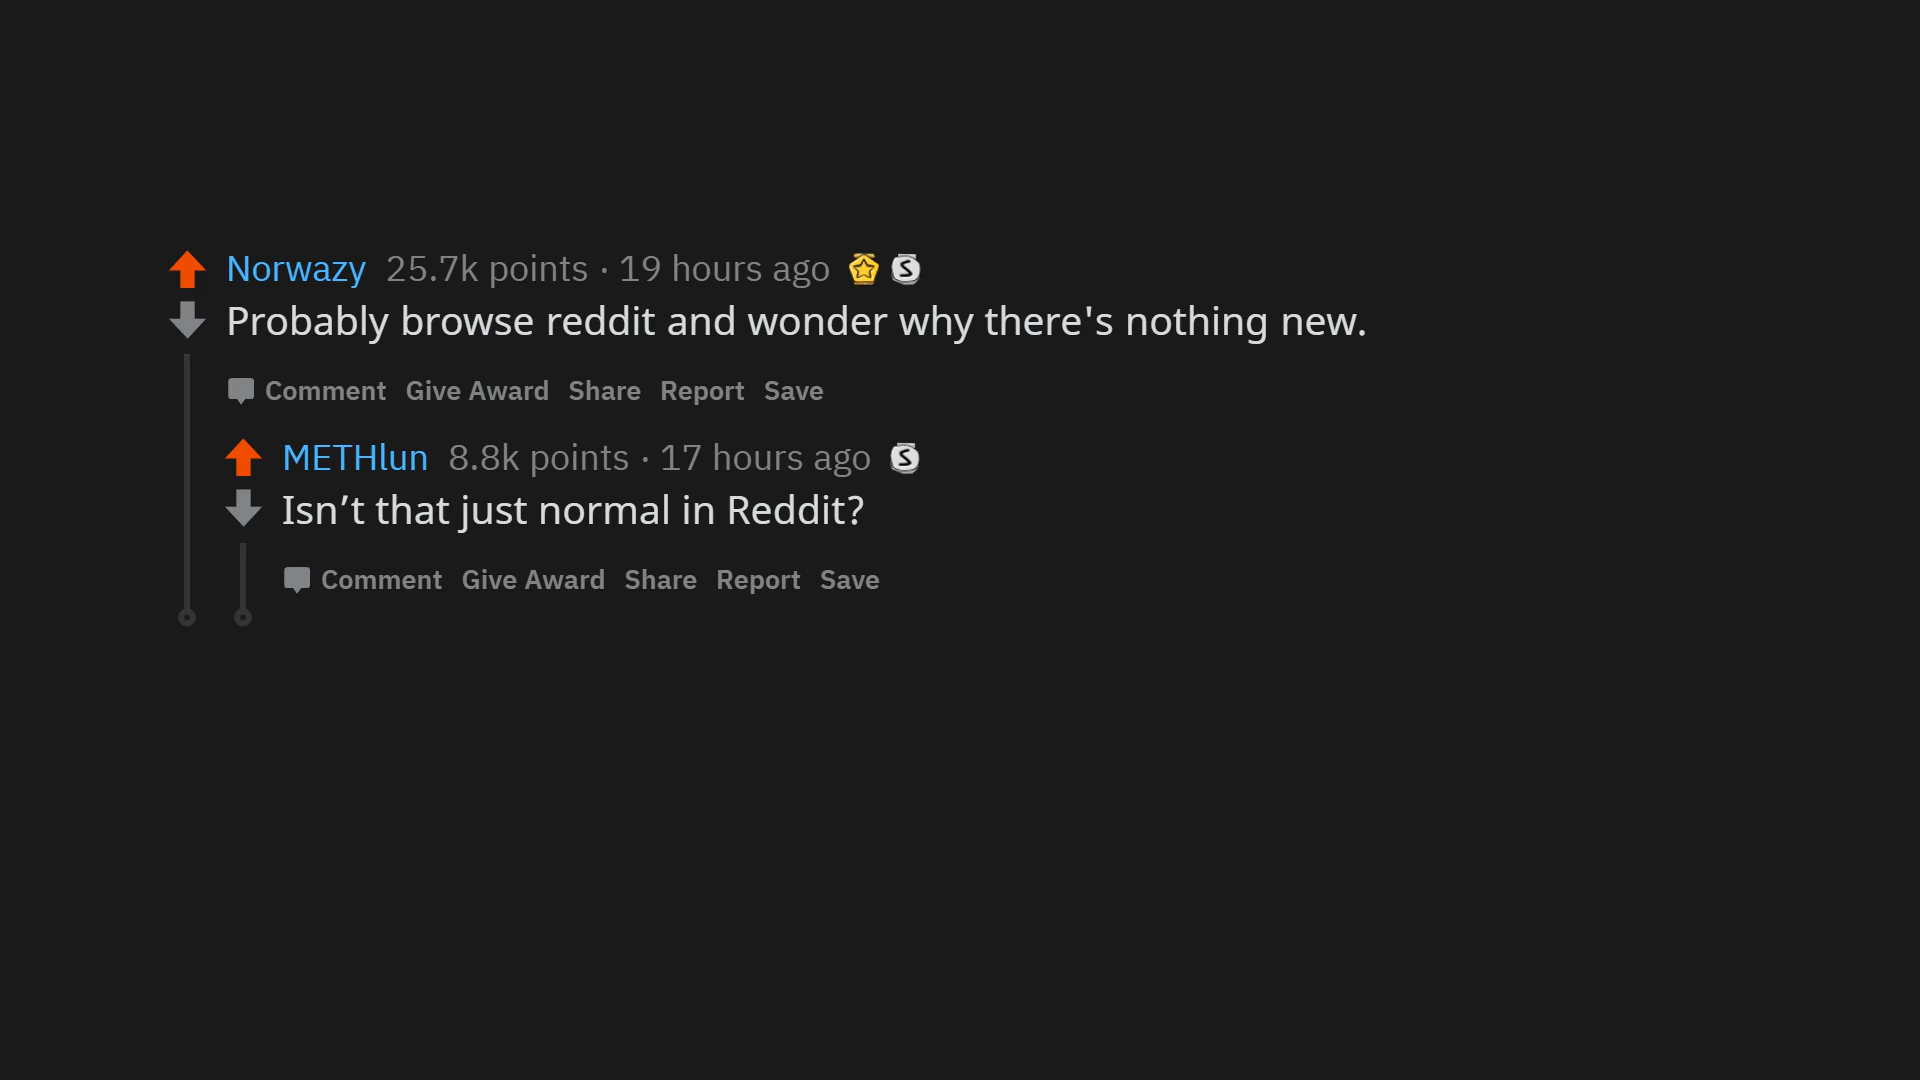 Norwazy 25.7k points · 19 hours ago
Probably browse reddit and wonder why there's nothing new.
Comment Give Award Share Report Save
METHlun 8.8k points · 17 hours ago
Isn’t that just normal in Reddit?
Comment Give Award Share Report Save